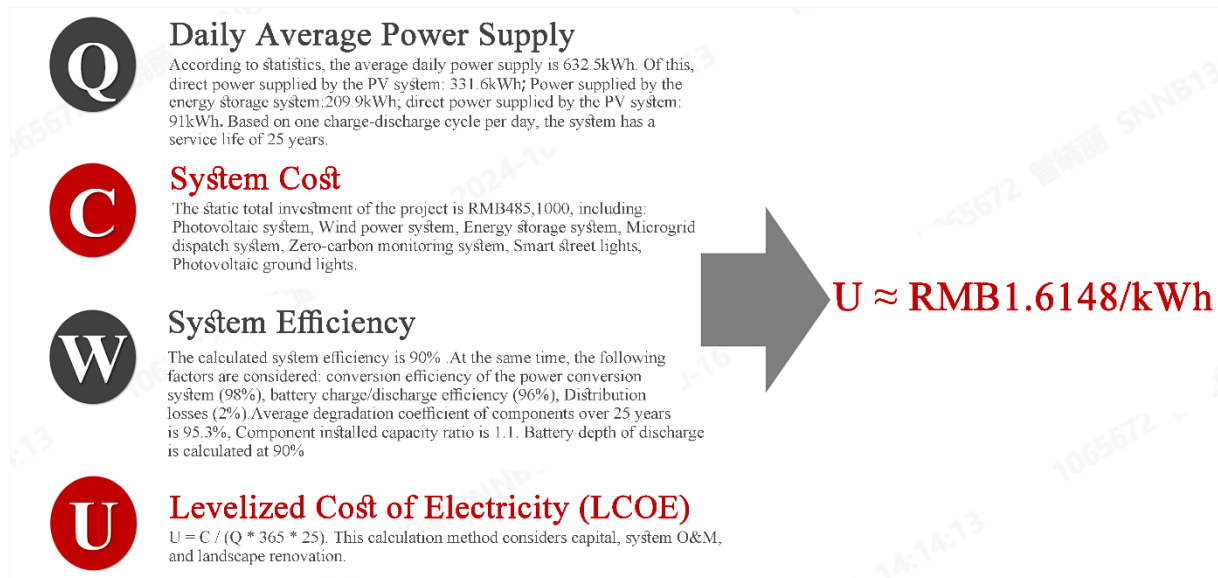 Q
Daily Average Power Supply
According to statistics, the average daily power supply is 632.5kWh. Of this,
direct power supplied by the PV system: 331.6kWh; Power supplied by the
energy storage system:209.9kWh; direct power supplied by the PV system:
91kWh. Based on one charge-discharge cycle per day, the system has a
service life of 25 years.
C
System Cost
The static total investment of the project is RMB485,1000, including:
Photovoltaic system, Wind power system, Energy storage system, Microgrid
dispatch system, Zero-carbon monitoring system, Smart street lights,
Photovoltaic ground lights.
U ≈ RMB1.6148/kWh
W
System Efficiency
The calculated system efficiency is 90% .At the same time, the following
factors are considered: conversion efficiency of the power conversion
system (98%), battery charge/discharge efficiency (96%), Distribution
losses (2%).Average degradation coefficient of components over 25 years
is 95.3%, Component installed capacity ratio is 1.1. Battery depth of discharge
is calculated at 90%
U
Levelized Cost of Electricity (LCOE)
U = C / (Q * 365 * 25). This calculation method considers capital, system O&M,
and landscape renovation.
1065672
SNNB13
14:14:13